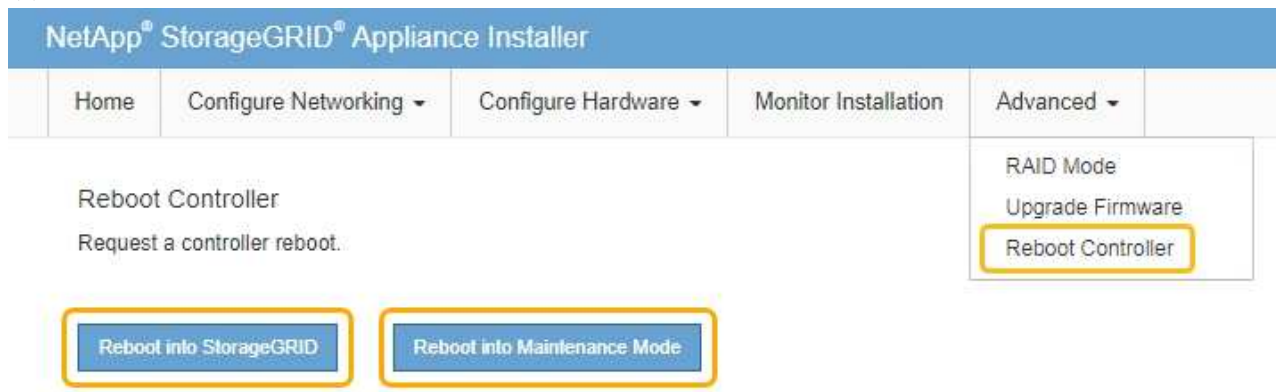 NetApp® StorageGRID® Appliance Installer
Home Configure Networking Configure Hardware Monitor Installation Advanced
RAID Mode
Upgrade Firmware
Reboot Controller
Reboot Controller
Request a controller reboot.
Reboot into StorageGRID Reboot into Maintenance Mode